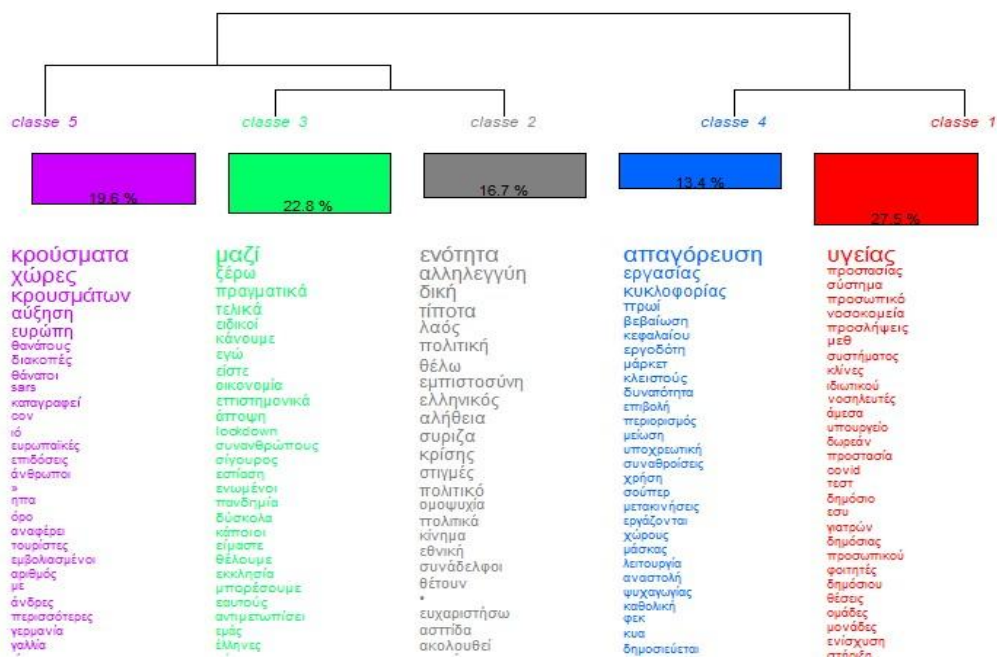 classe 5
classe 3
classe 2
classe 4
classe 1
19.6 %
22.8 %
16.7 %
13.4 %
27.5 %
κρούσματα
χώρες
κρουσμάτων
αύξηση
ευρώπη
θανάτους
διακοπές
θάνατοι
sars
καταγραφεί
cov
ιό
ευρωπαϊκές
επιδόσεις
άνθρωποι
»
ηπα
όρο
αναφέρει
τουρίστες
εμβολιασμένοι
αριθμός
με
άνδρες
περισσότερες
γερμανία
γαλλία
μαζί
ξέρω
πραγματικά
τελικά
ειδικοί
κάνουμε
εγώ
είστε
οικονομία
επιστημονικά
άποψη
lockdown
συνανθρώπους
σίγουρος
εστίαση
ενωμένοι
πανδημία
δύσκολα
κάποιοι
είμαστε
θέλουμε
εκκλησία
μπορέσουμε
εαυτούς
αντιμετωπίσει
εμάς
έλληνες
ενότητα
αλληλεγγύη
δική
τίποτα
λαός
πολιτική
θέλω
εμπιστοσύνη
ελληνικός
αλήθεια
συριζα
κρίσης
στιγμές
πολιτικό
ομοψυχία
πολιτικά
κίνημα
εθνική
συνάδελφοι
θέτουν
•
ευχαριστήσω
ασπίδα
ακολουθεί
απαγόρευση
εργασίας
κυκλοφορίας
πρωί
βεβαίωση
κεφαλαίου
εργοδότη
μάρκετ
κλειστούς
δυνατότητα
επιβολή
περιορισμός
μείωση
υποχρεωτική
συναθροίσεις
χρήση
σούπερ
μετακινήσεις
εργάζονται
χώρους
μάσκας
λειτουργία
αναστολή
ψυχαγωγίας
καθολική
φεκ
κυα
δημοσιεύεται
υγείας
προστασίας
σύστημα
προσωπικό
νοσοκομεία
προσλήψεις
μεθ
συστήματος
κλίνες
ιδιωτικού
νοσηλευτές
άμεσα
υπουργείο
δωρεάν
προστασία
covid
τεστ
δημόσιο
εσυ
γιατρών
δημόσιας
προσωπικού
φοιτητές
δημόσιου
θέσεις
ομάδες
μονάδες
ενίσχυση